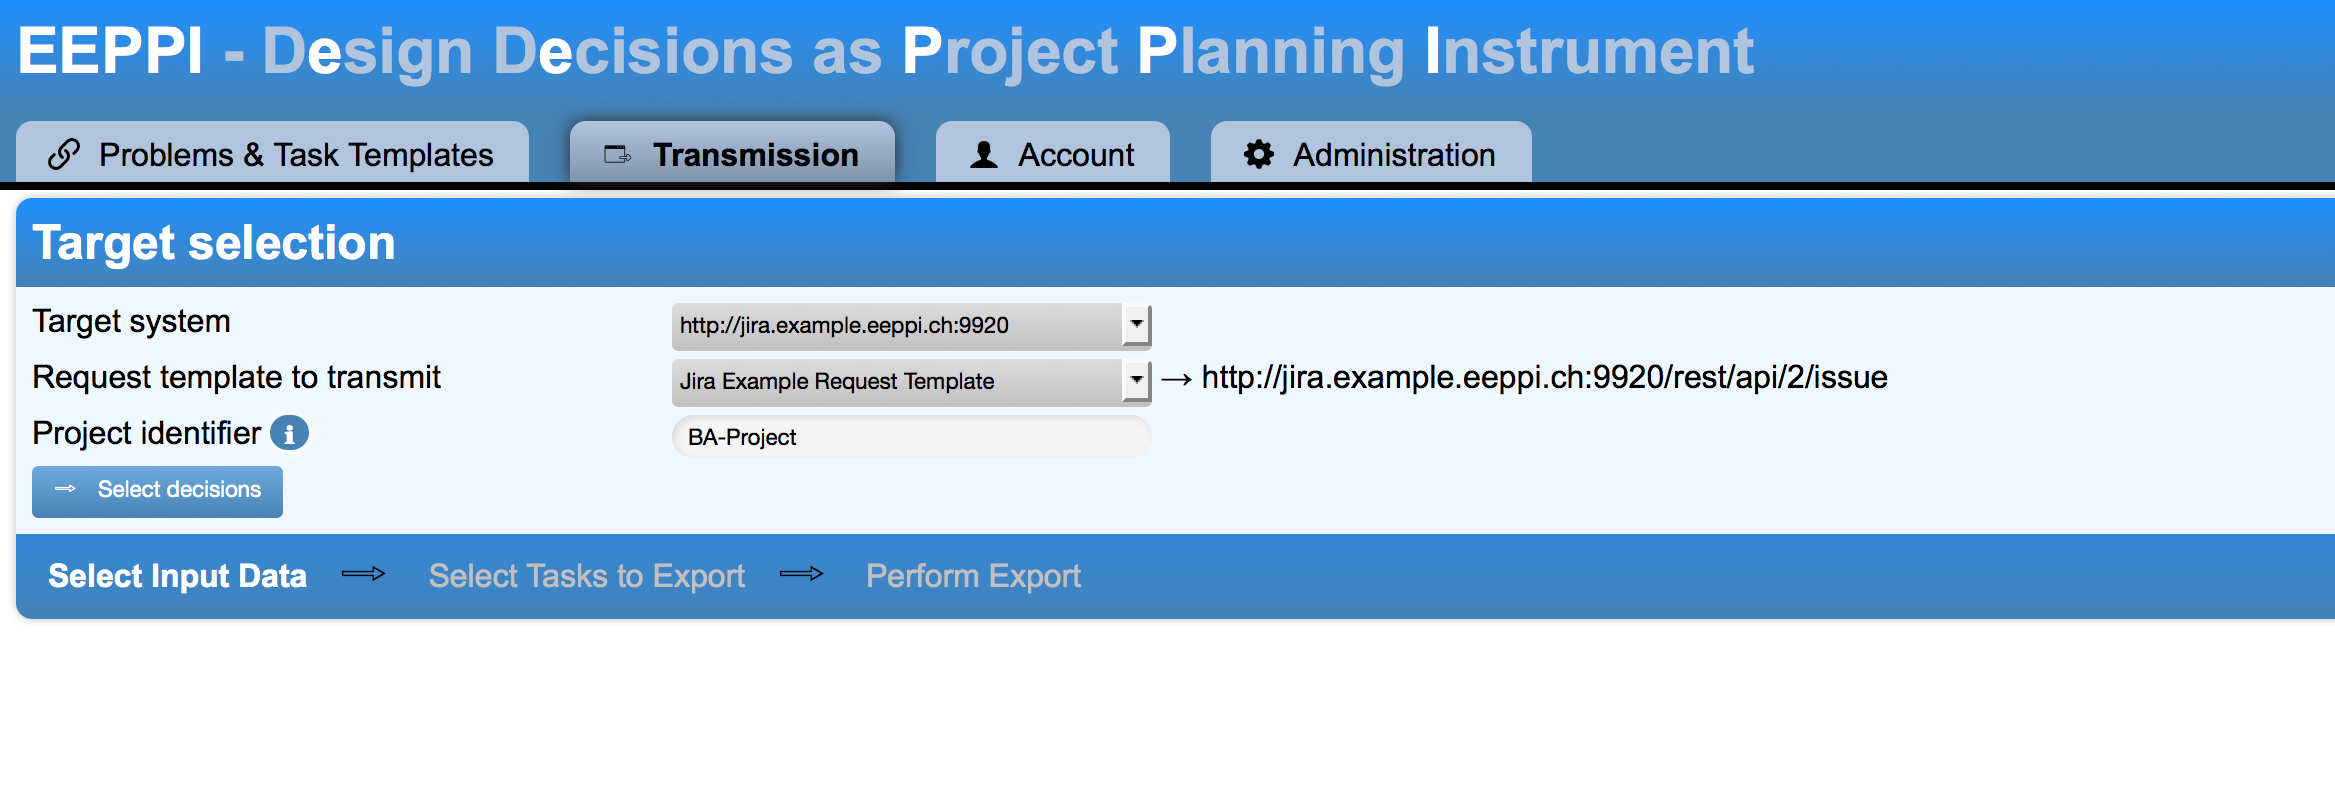 EEPPI - Design Decisions as Project Planning Instrument
Problems & Task Templates Transmission Account Administration
Target selection
Target system http://jira.example.eeppi.ch:9920
Request template to transmit Jira Example Request Template → http://jira.example.eeppi.ch:9920/rest/api/2/issue
Project identifier i BA-Project
⇨ Select decisions
Select Input Data ⇨ Select Tasks to Export ⇨ Perform Export